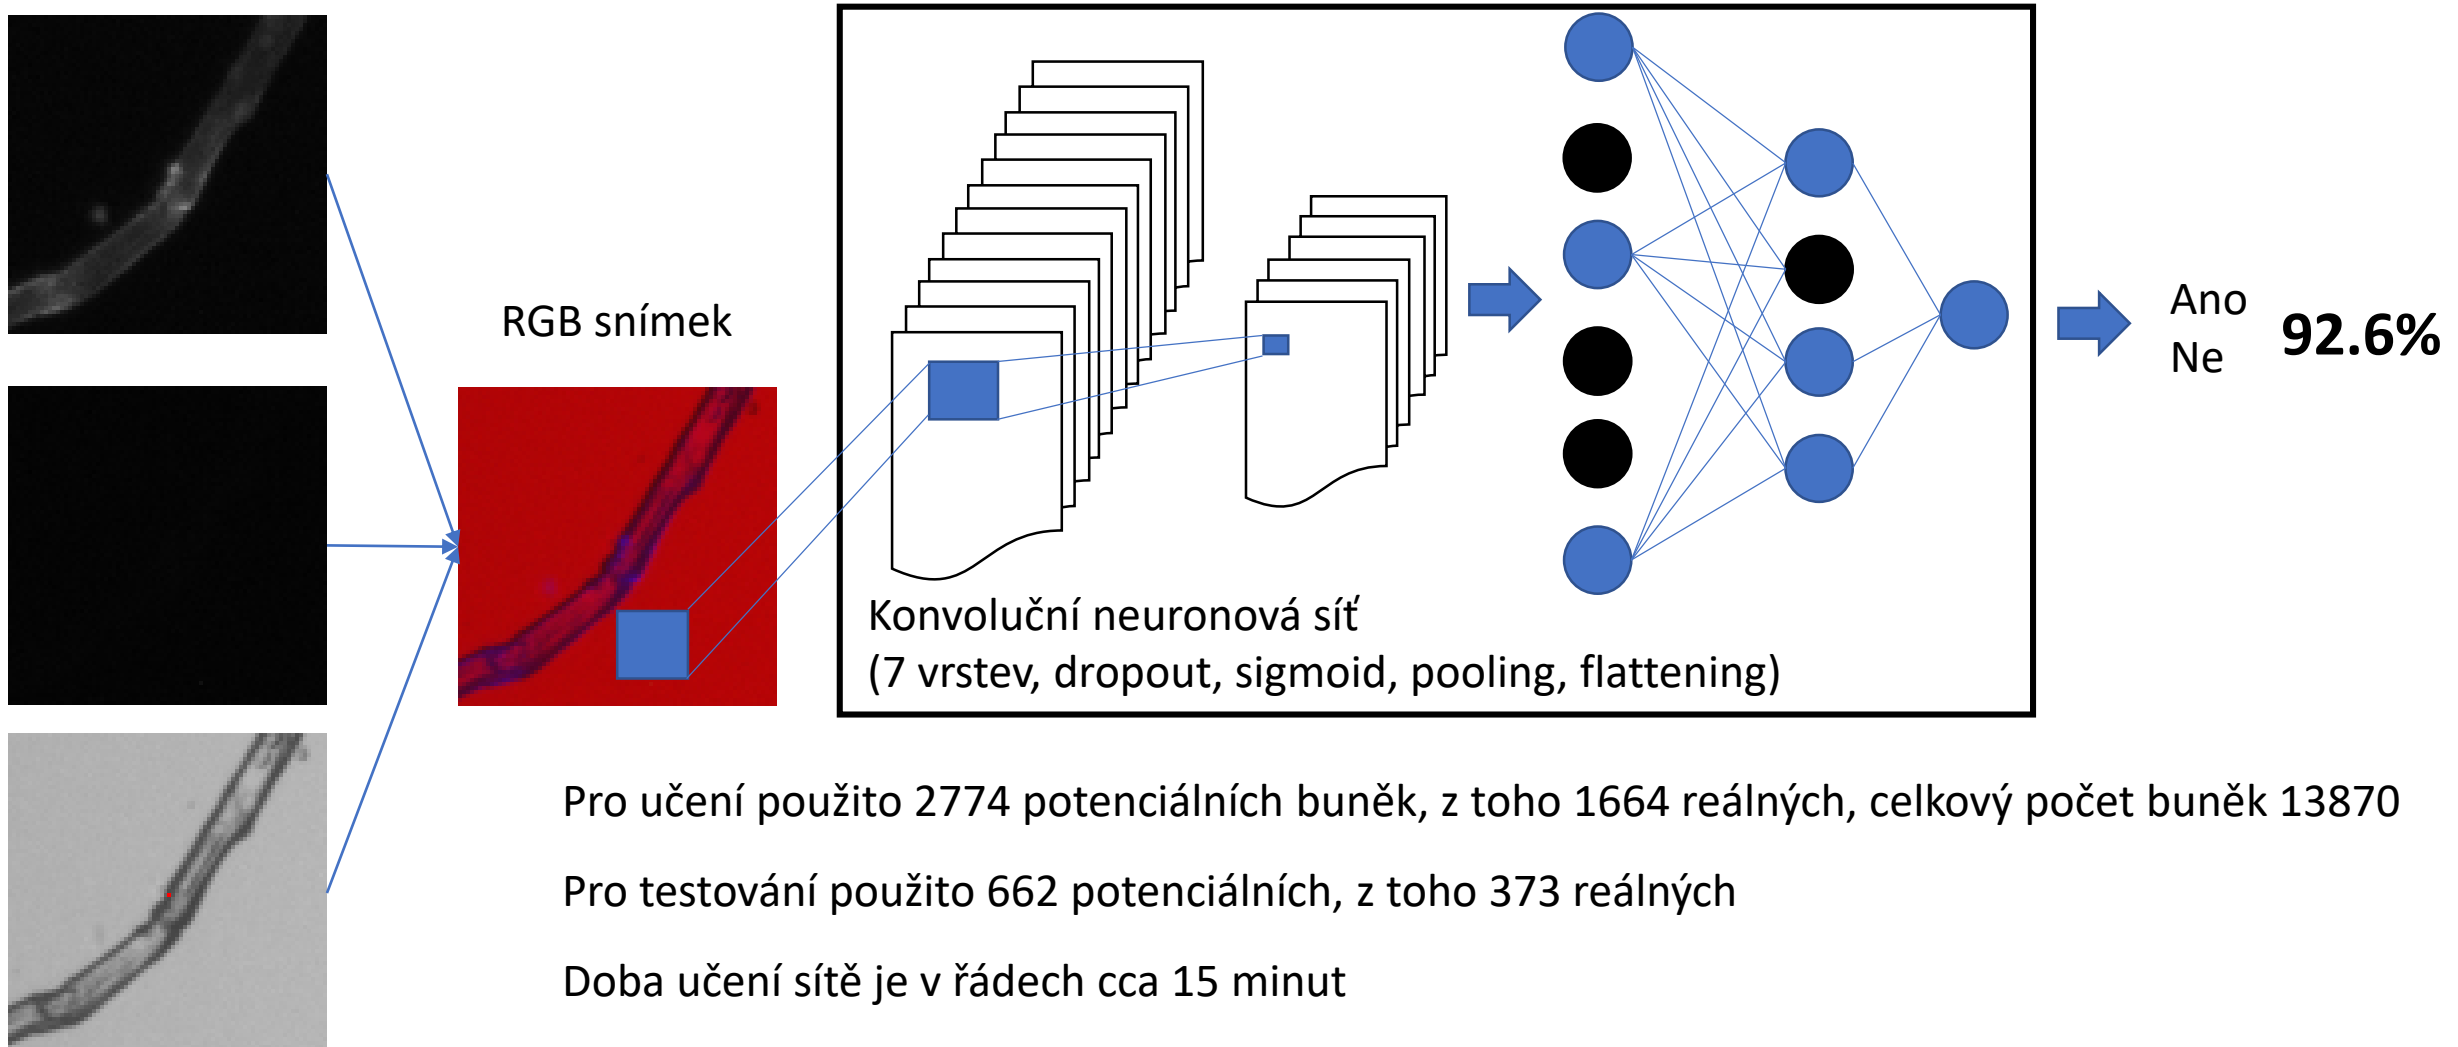 RGB snímek
Konvoluční neuronová síť
(7 vrstev, dropout, sigmoid, pooling, flattening)
Ano
Ne
92.6%
Pro učení použito 2774 potenciálních buněk, z toho 1664 reálných, celkový počet buněk 13870
Pro testování použito 662 potenciálních, z toho 373 reálných
Doba učení sítě je v řádech cca 15 minut